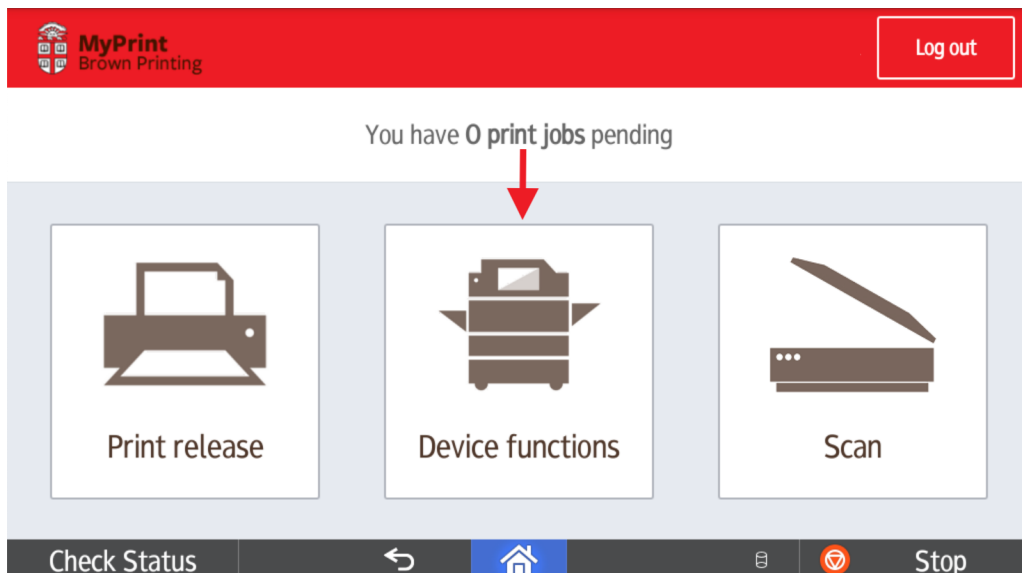 MyPrint
Brown Printing
Log out
You have 0 print jobs pending
Print release
Device functions
Scan
Check Status
Stop